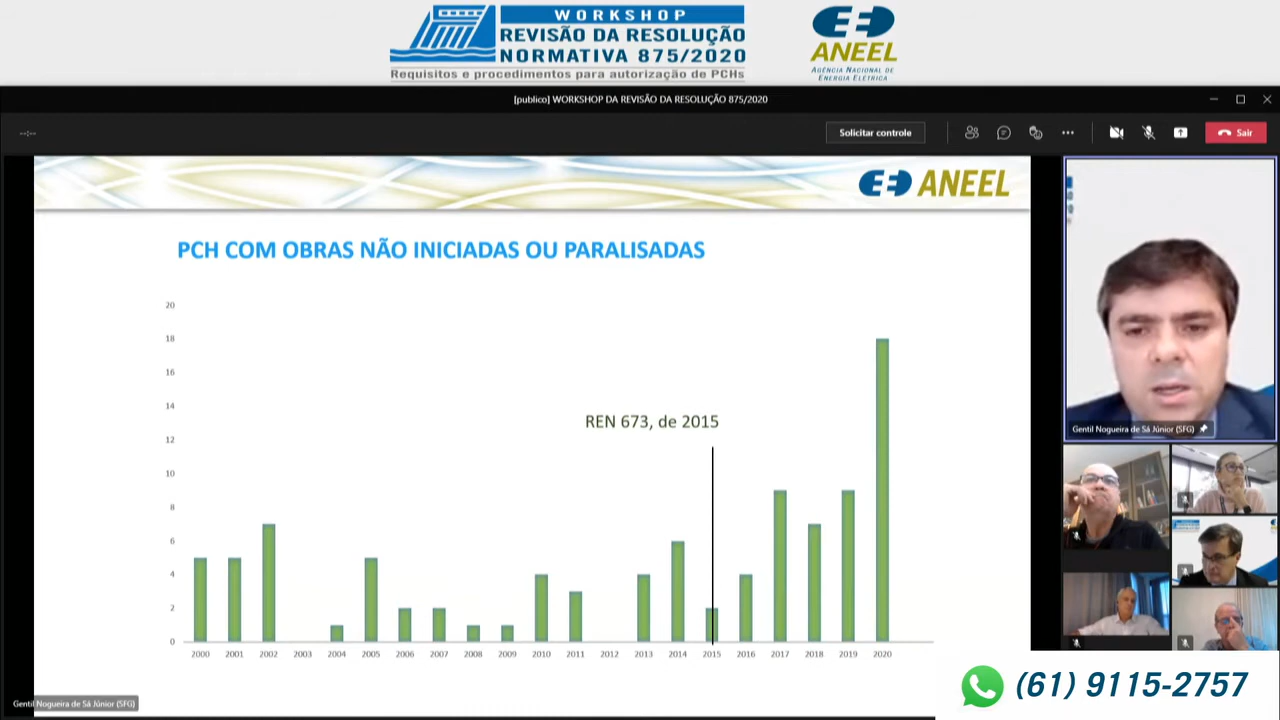 WORKSHOP
REVISÃO DA RESOLUÇÃO
NORMATIVA 875/2020
Requisitos e procedimentos para autorização de PCHs
ANEEL
AGÊNCIA NACIONAL DE
ENERGIA ELÉTRICA
[publico] WORKSHOP DA REVISÃO DA RESOLUÇÃO 875/2020
--:--
Solicitar controle
Sair
ANEEL
PCH COM OBRAS NÃO INICIADAS OU PARALISADAS
20
18
16
14
12
10
8
6
4
2
0
REN 673, de 2015
2000 2001 2002 2003 2004 2005 2006 2007 2008 2009 2010 2011 2012 2013 2014 2015 2016 2017 2018 2019 2020
Gentil Nogueira de Sá Júnior (SFG)
Gentil Nogueira de Sá Júnior (SFG)
(61) 9115-2757